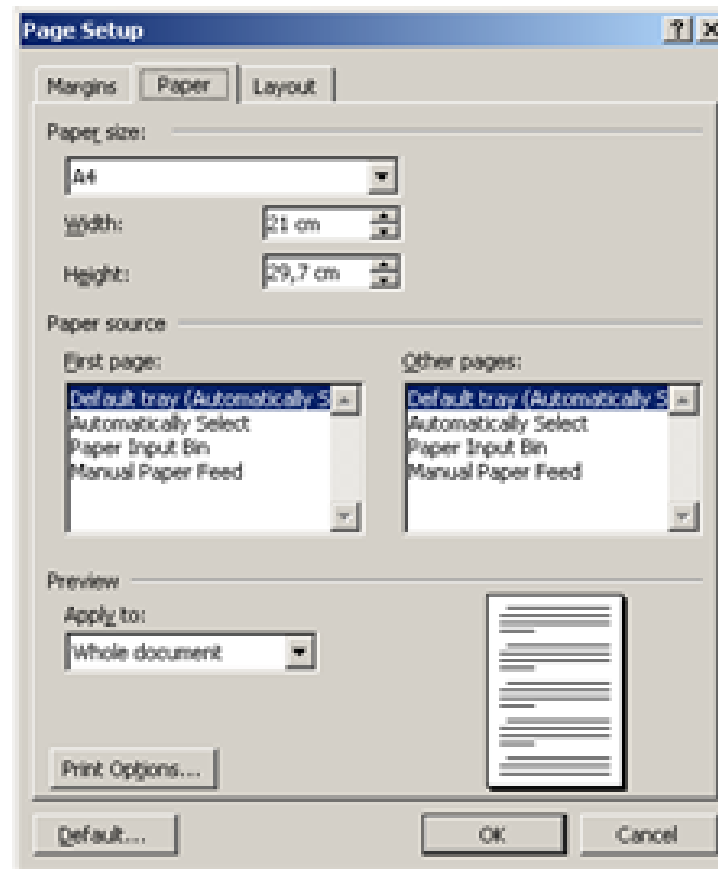 Page Setup
Margins Paper Layout
Paper size:
A4
Width: 21 cm
Height: 29,7 cm
Paper source
First page: Other pages:
Default tray (Automatically S Default tray (Automatically S
Automatically Select Automatically Select
Paper Input Bin Paper Input Bin
Manual Paper Feed Manual Paper Feed
Preview
Apply to:
Whole document
Print Options...
Default... OK Cancel